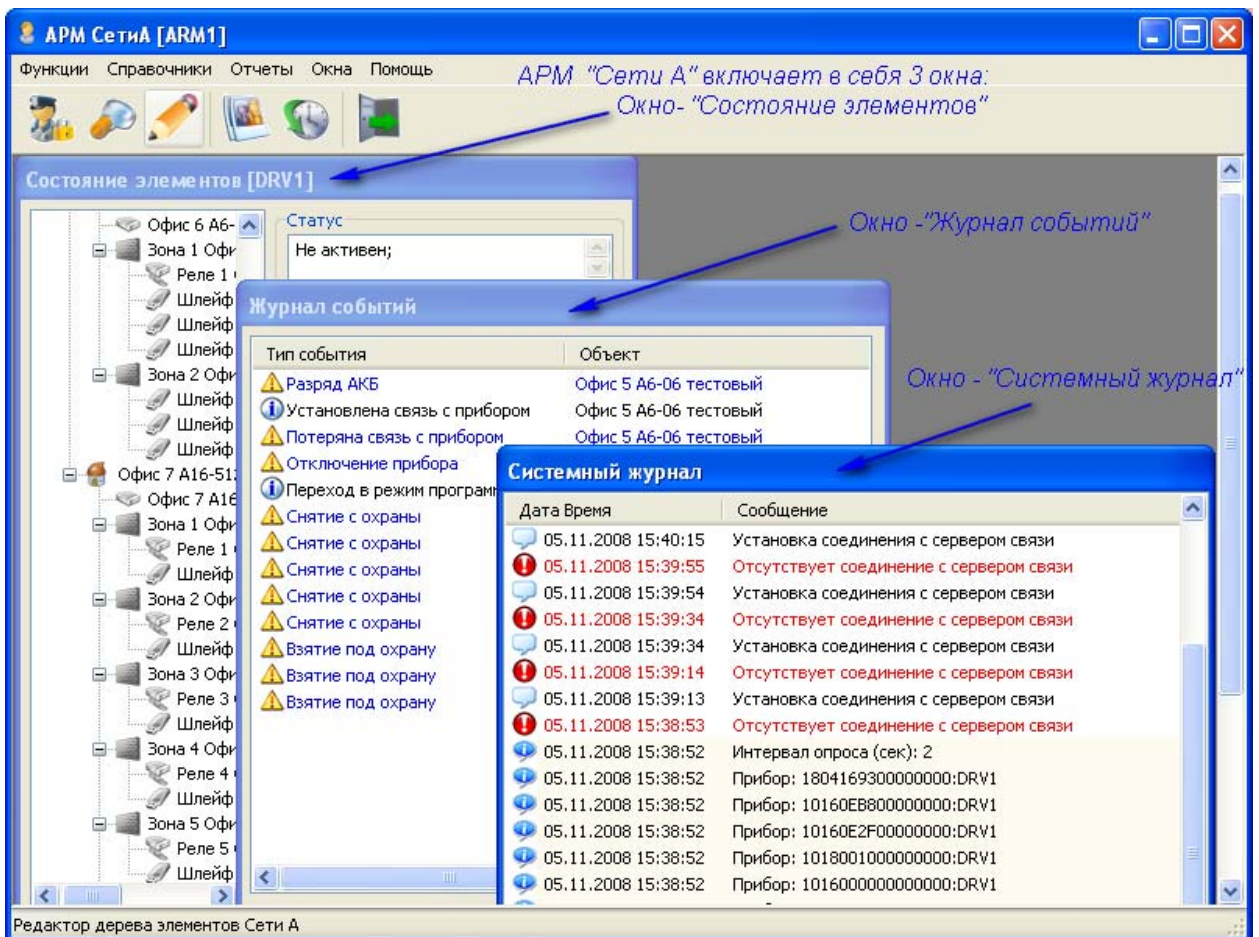 АРМ СетиА [ARM1]
Функции Справочники Отчеты Окна Помощь
АРМ "Сети А" включает в себя 3 окна:
Окно- "Состояние элементов"
Состояние элементов [DRV1]
Офис 6 А6-
Зона 1 Офи
Реле 1
Шлейф
Шлейф
Шлейф
Зона 2 Офи
Шлейф
Шлейф
Шлейф
Офис 7 А16-51
Офис 7 А16
Зона 1 Офи
Реле 1
Шлейф
Зона 2 Офи
Реле 2
Шлейф
Зона 3 Офи
Реле 3
Шлейф
Зона 4 Офи
Реле 4
Шлейф
Зона 5 Офи
Реле 5
Шлейф
Статус
Не активен;
Окно -"Журнал событий"
Журнал событий
Тип события Объект
Разряд АКБ Офис 5 А6-06 тестовый
Установлена связь с прибором Офис 5 А6-06 тестовый
Потеряна связь с прибором Офис 5 А6-06 тестовый
Отключение прибора
Переход в режим програм
Снятие с охраны
Снятие с охраны
Снятие с охраны
Снятие с охраны
Снятие с охраны
Взятие под охрану
Взятие под охрану
Взятие под охрану
Окно - "Системный журнал"
Системный журнал
Дата Время Сообщение
05.11.2008 15:40:15 Установка соединения с сервером связи
05.11.2008 15:39:55 Отсутствует соединение с сервером связи
05.11.2008 15:39:54 Установка соединения с сервером связи
05.11.2008 15:39:34 Отсутствует соединение с сервером связи
05.11.2008 15:39:34 Установка соединения с сервером связи
05.11.2008 15:39:14 Отсутствует соединение с сервером связи
05.11.2008 15:39:13 Установка соединения с сервером связи
05.11.2008 15:38:53 Отсутствует соединение с сервером связи
05.11.2008 15:38:52 Интервал опроса (сек): 2
05.11.2008 15:38:52 Прибор: 1804169300000000:DRV1
05.11.2008 15:38:52 Прибор: 10160EB800000000:DRV1
05.11.2008 15:38:52 Прибор: 10160E2F00000000:DRV1
05.11.2008 15:38:52 Прибор: 1018001000000000:DRV1
05.11.2008 15:38:52 Прибор: 1016000000000000:DRV1
Редактор дерева элементов Сети А